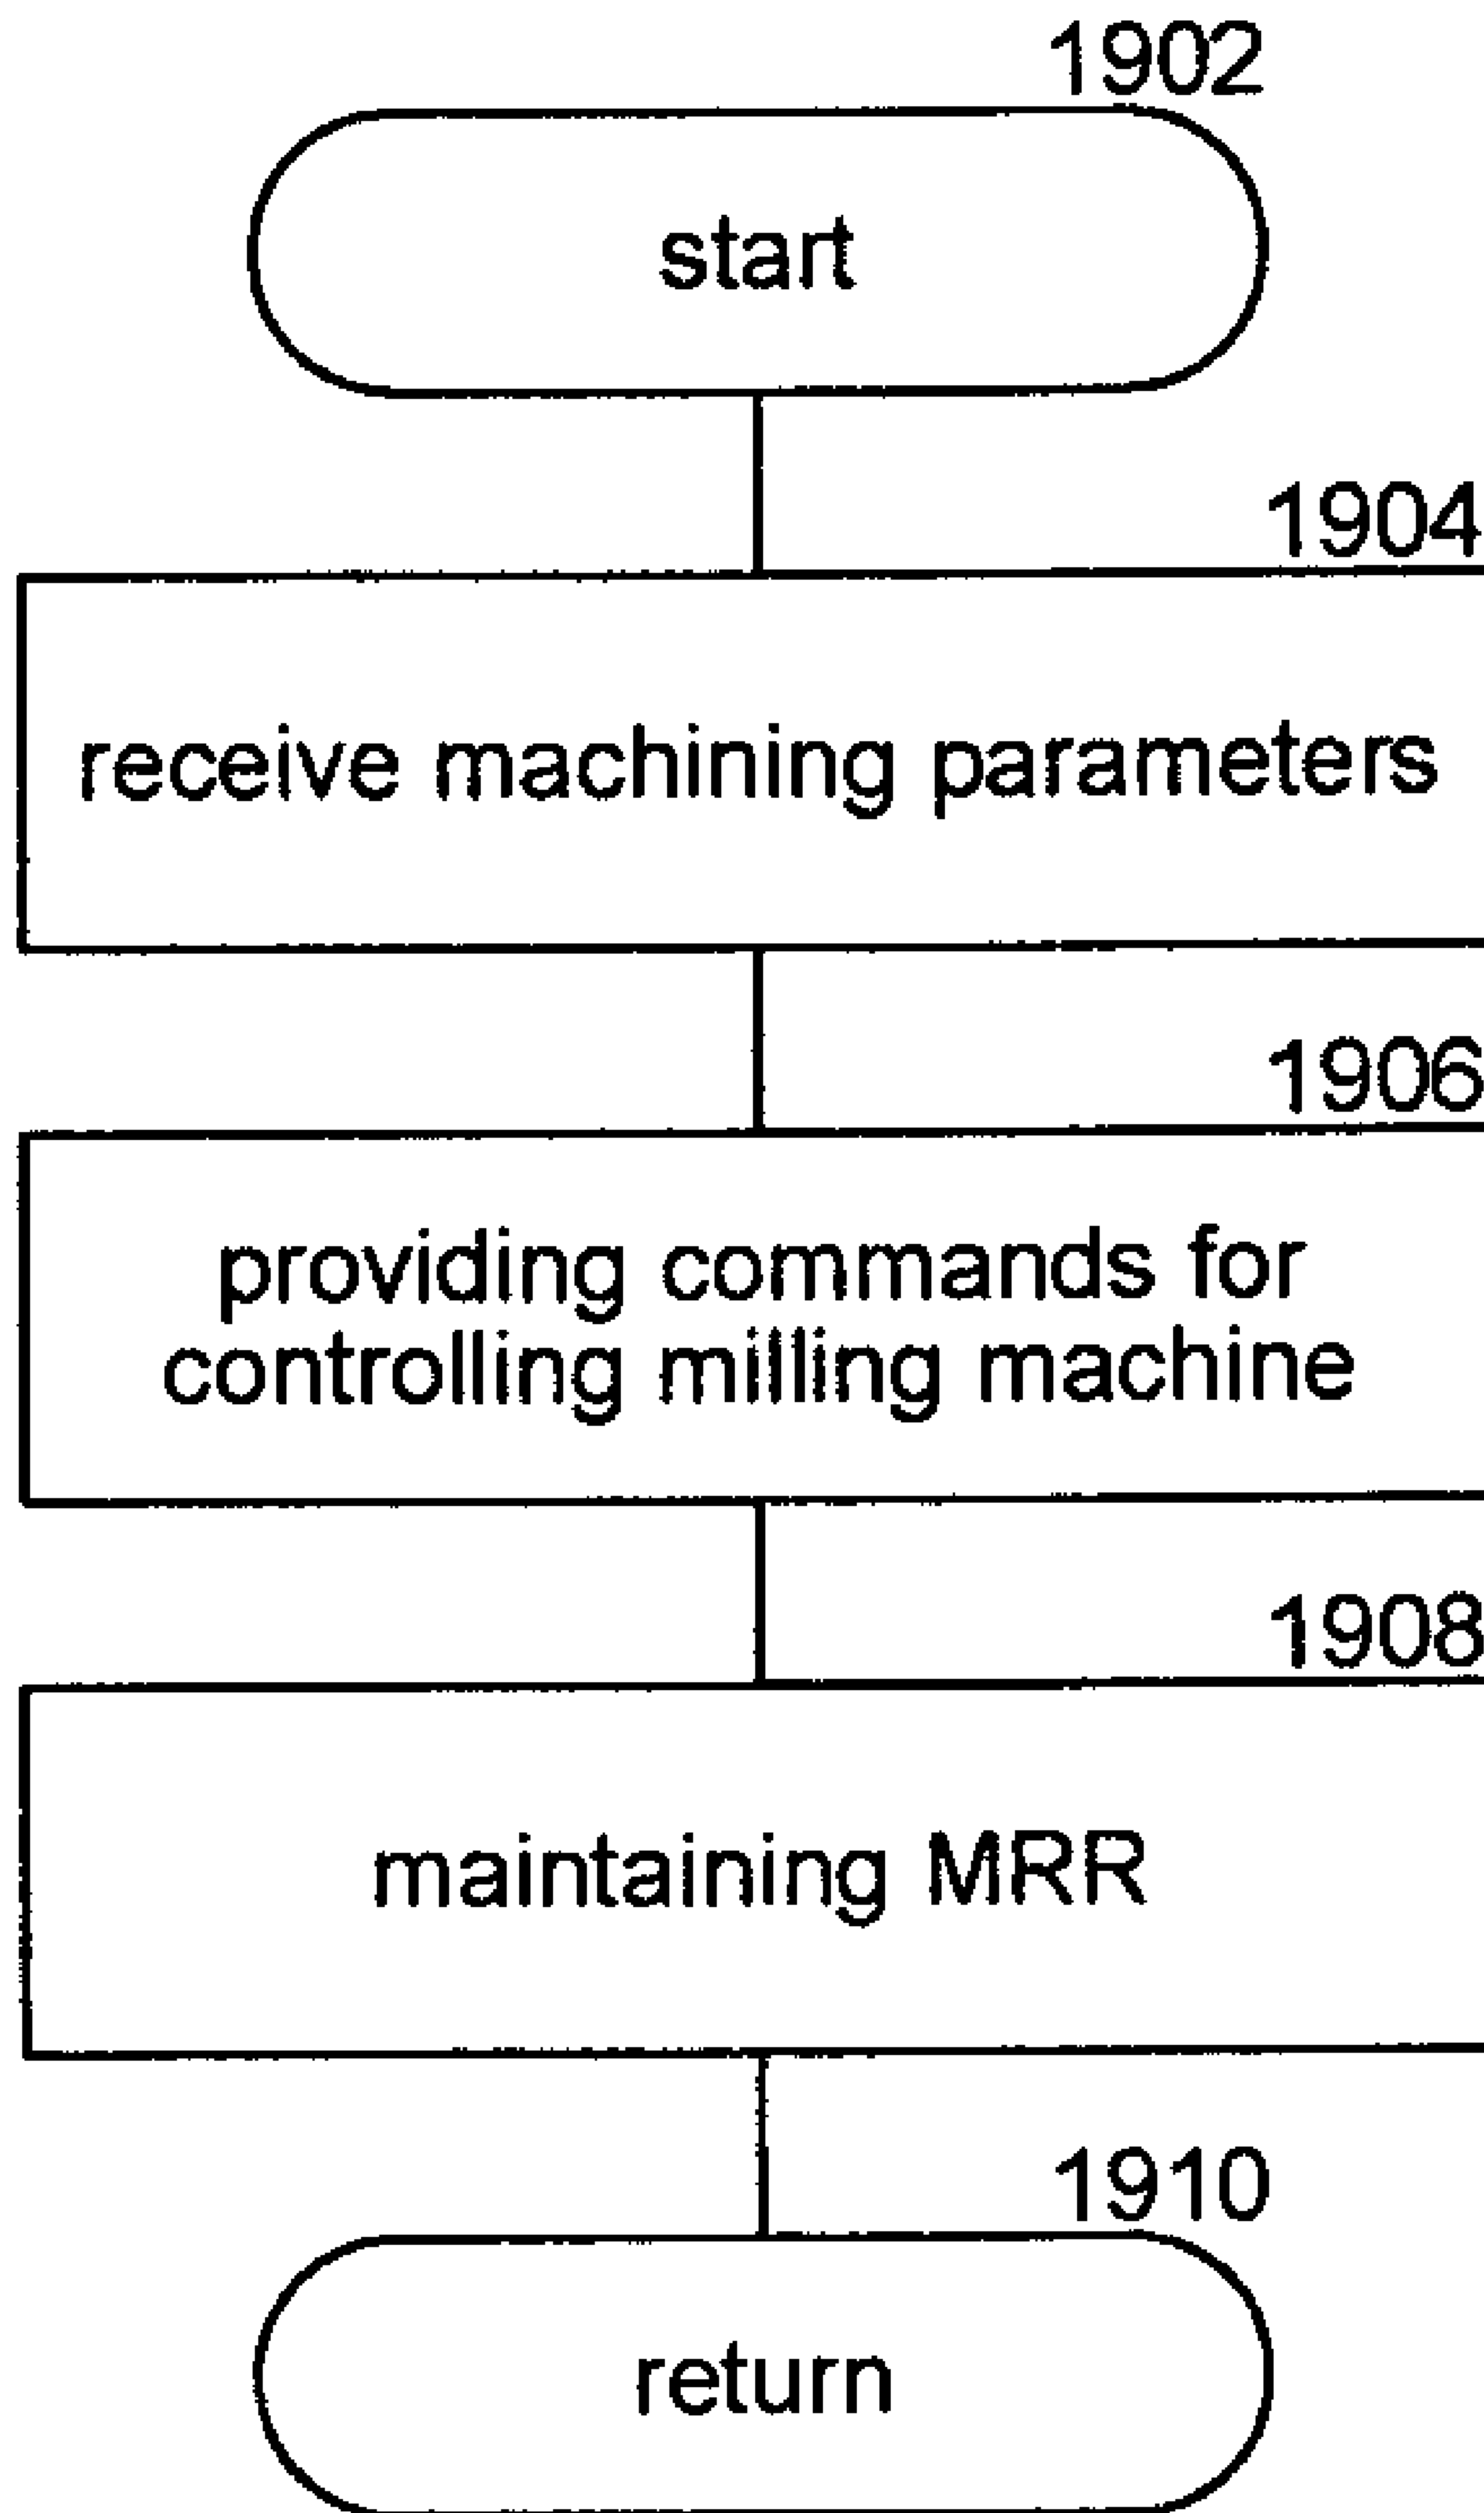 1902
start
1904
receive machining parameters
1906
providing commands for
controlling milling machine
1908
maintaining MRR
1910
return